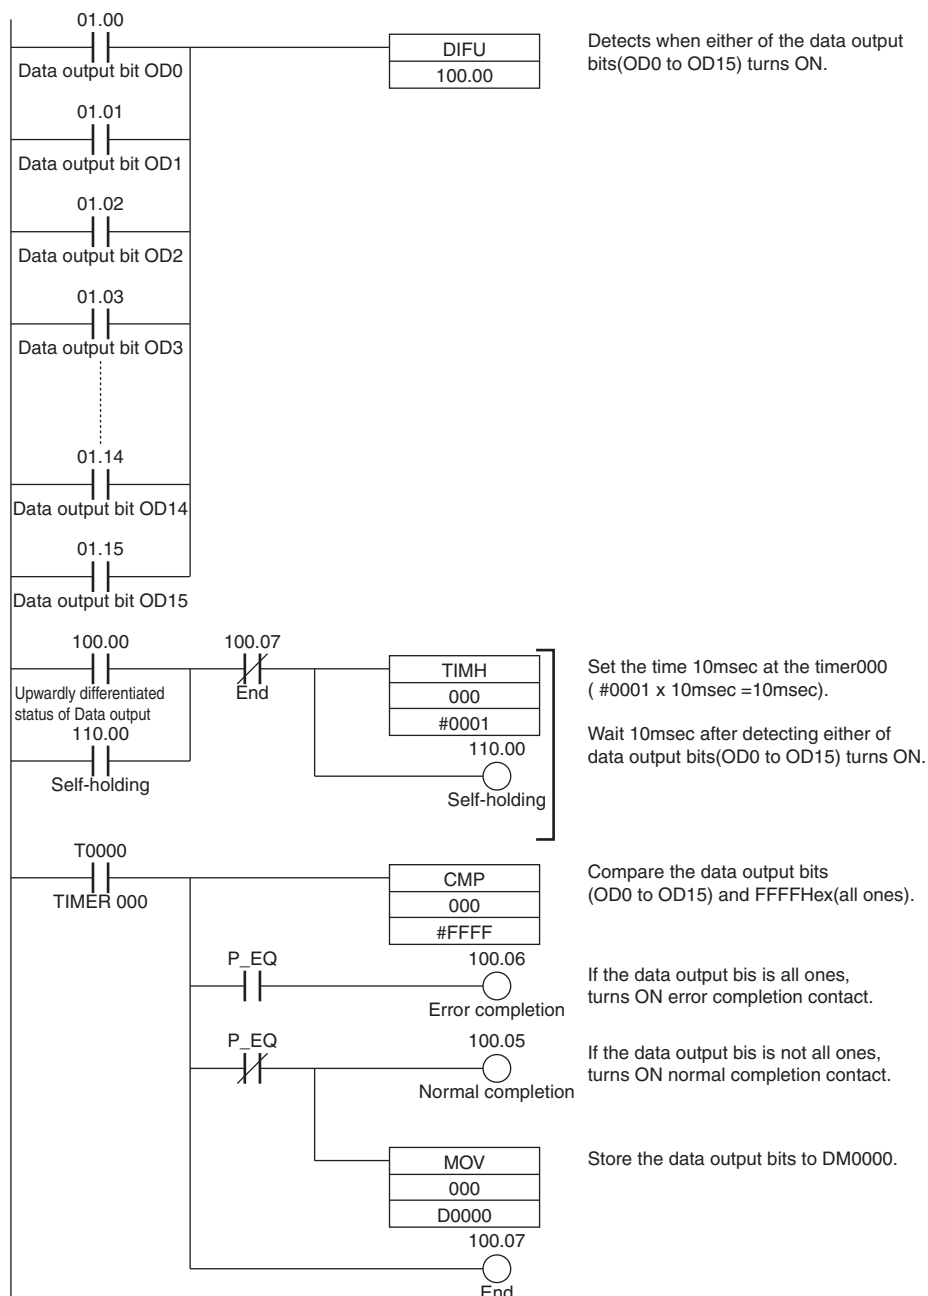 01.00
Data output bit OD0
DIFU
100.00
Detects when either of the data output
bits(OD0 to OD15) turns ON.
01.01
Data output bit OD1
01.02
Data output bit OD2
01.03
Data output bit OD3
01.14
Data output bit OD14
01.15
Data output bit OD15
100.00
Upwardly differentiated
status of Data output
100.07
End
TIMH
000
#0001
Set the time 10msec at the timer000
( #0001 x 10msec =10msec).
110.00
Self-holding
110.00
Self-holding
Wait 10msec after detecting either of
data output bits(OD0 to OD15) turns ON.
T0000
TIMER 000
CMP
000
#FFFF
Compare the data output bits
(OD0 to OD15) and FFFFHex(all ones).
P_EQ
100.06
Error completion
If the data output bis is all ones,
turns ON error completion contact.
P_EQ
100.05
Normal completion
If the data output bis is not all ones,
turns ON normal completion contact.
MOV
000
D0000
Store the data output bits to DM0000.
100.07
End